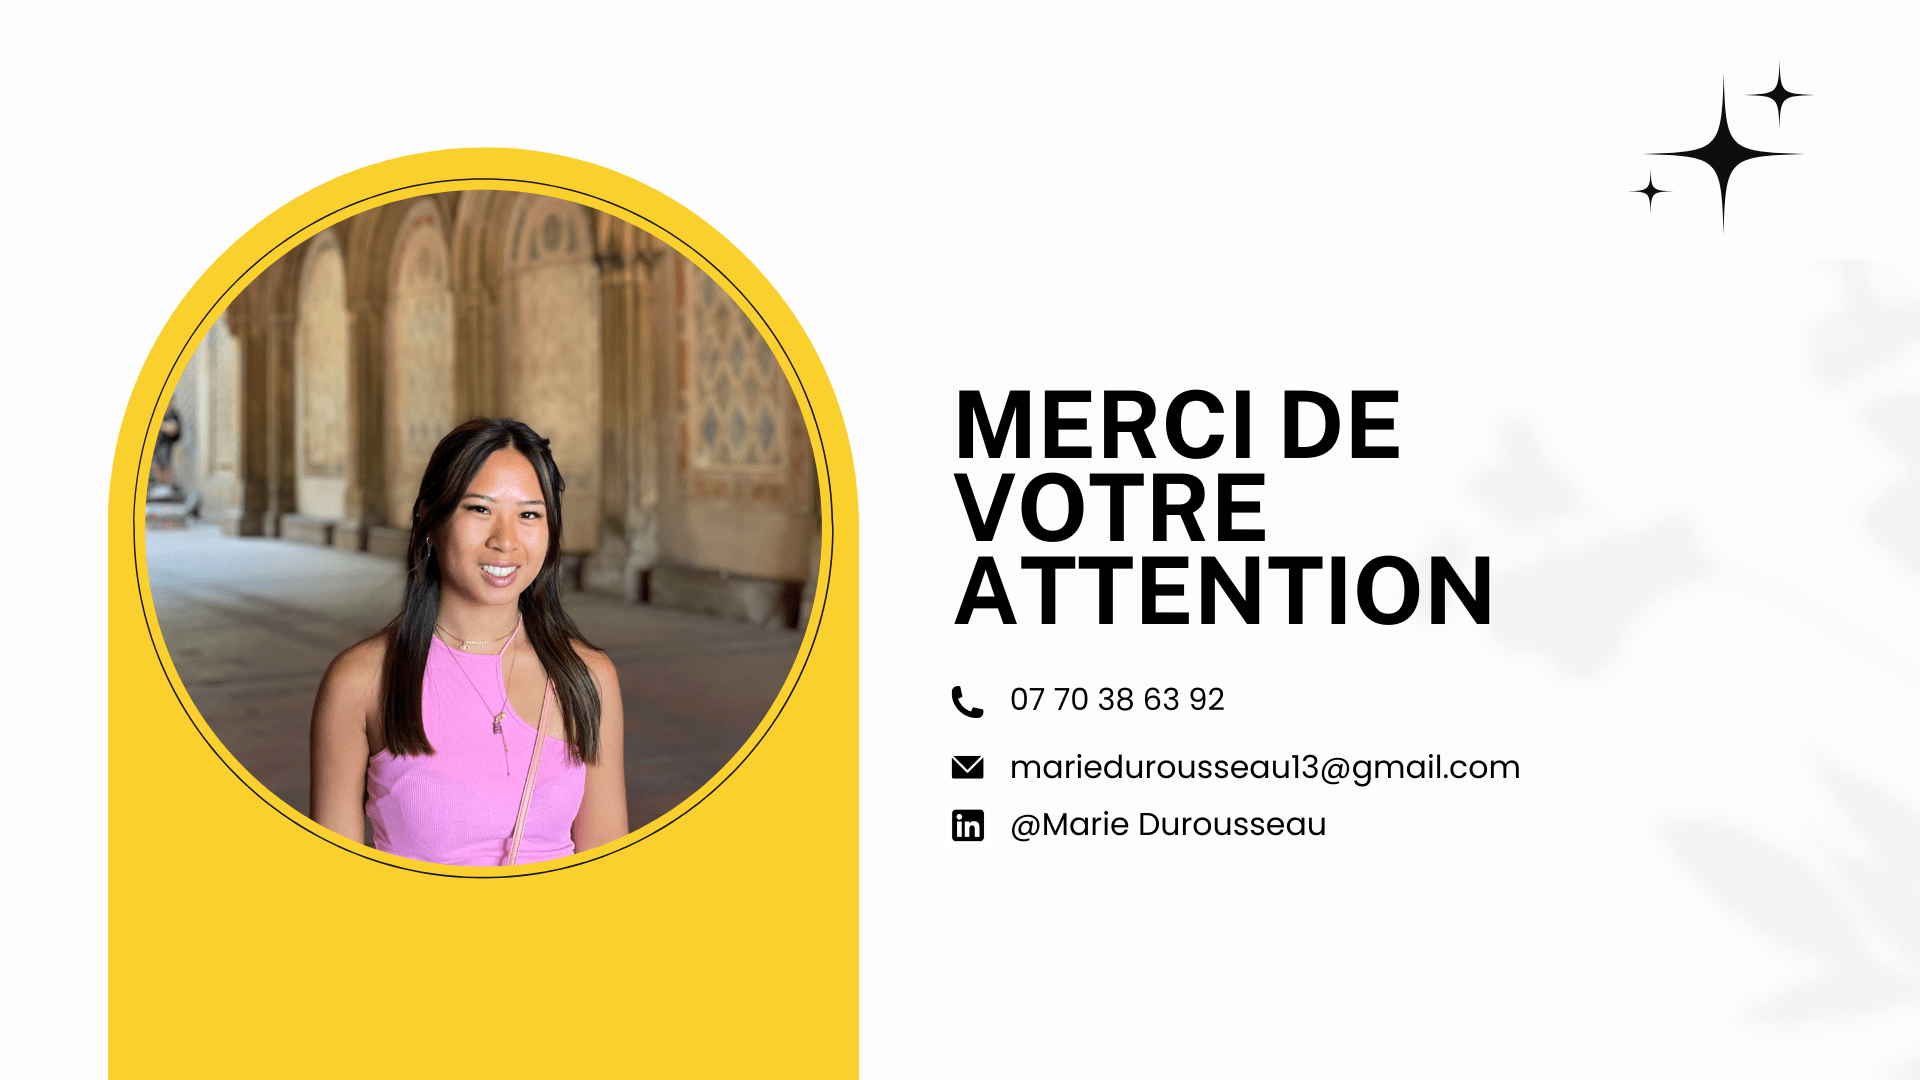 MERCI DE
VOTRE
ATTENTION
07 70 38 63 92
mariedurousseau13@gmail.com
@Marie Durousseau